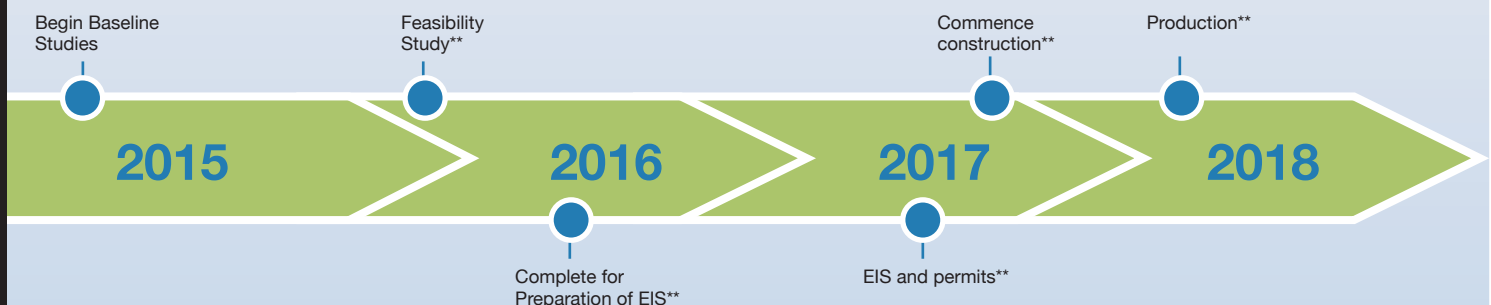 Begin Baseline
Studies
Feasibility
Study**
Commence
construction**
Production**
2015
2016
2017
2018
Complete for
Preparation of EIS**
EIS and permits**